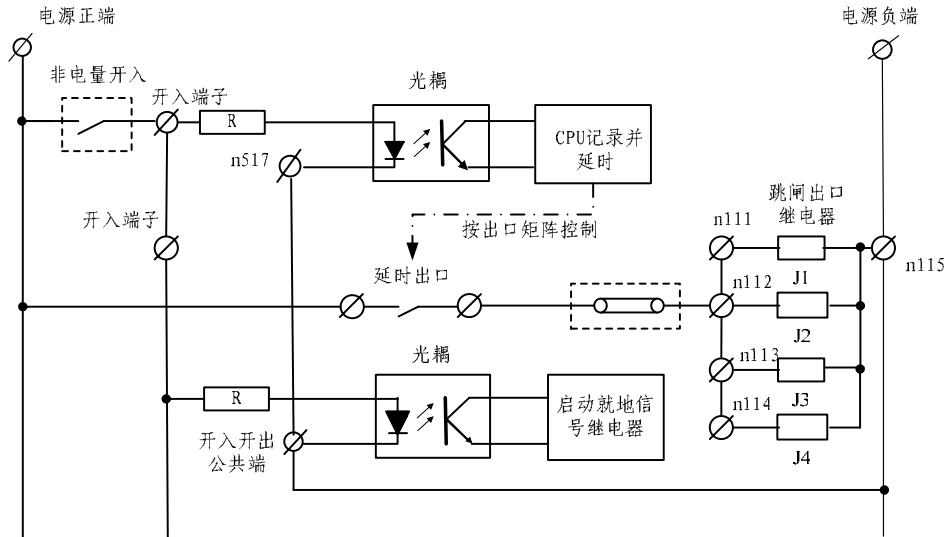 电源正端
电源负端
非电量开入
开入端子
光耦
R
n517
CPU记录并
延时
跳闸出口
继电器
n111
开入端子
按出口矩阵控制
n115
J1
延时出口
n112
J2
光耦
n113
J3
R
n114
启动就地信
号继电器
开入开出
公共端
J4